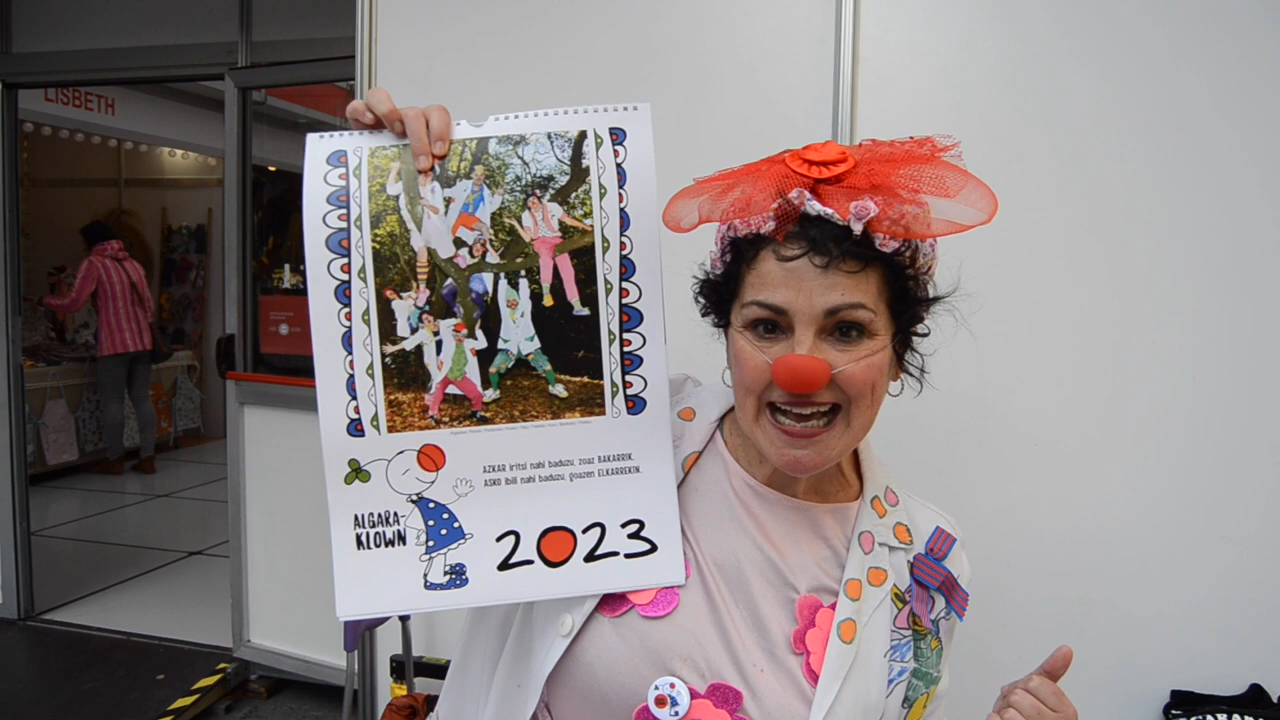 LISBETH
AZKAR iritsi nahi baduzu, zoaz BAKARRIK.
ASKO ibili nahi baduzu, goazen ELKARREKIN.
ALGARA-
KLOWN
2023